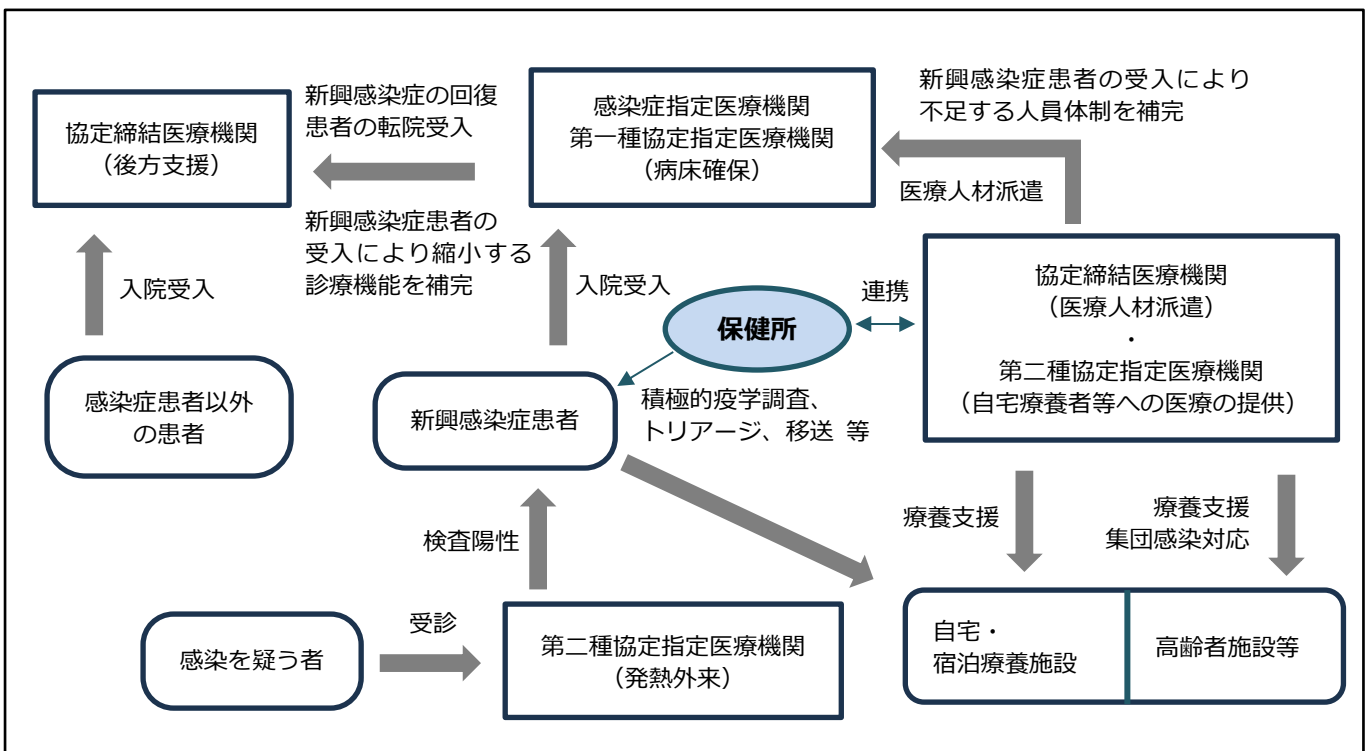 協定締結医療機関
（後方支援）
新興感染症の回復
患者の転院受入
新興感染症患者の
受入により縮小する
診療機能を補完
感染症指定医療機関
第一種協定指定医療機関
（病床確保）
新興感染症患者の受入により
不足する人員体制を補完
医療人材派遣
入院受入
入院受入
保健所
連携
協定締結医療機関
（医療人材派遣）
・
第二種協定指定医療機関
（自宅療養者等への医療の提供）
感染症患者以外
の患者
新興感染症患者
積極的疫学調査、
トリアージ、移送 等
検査陽性
療養支援
療養支援
集団感染対応
感染を疑う者
受診
第二種協定指定医療機関
（発熱外来）
自宅・
宿泊療養施設
高齢者施設等